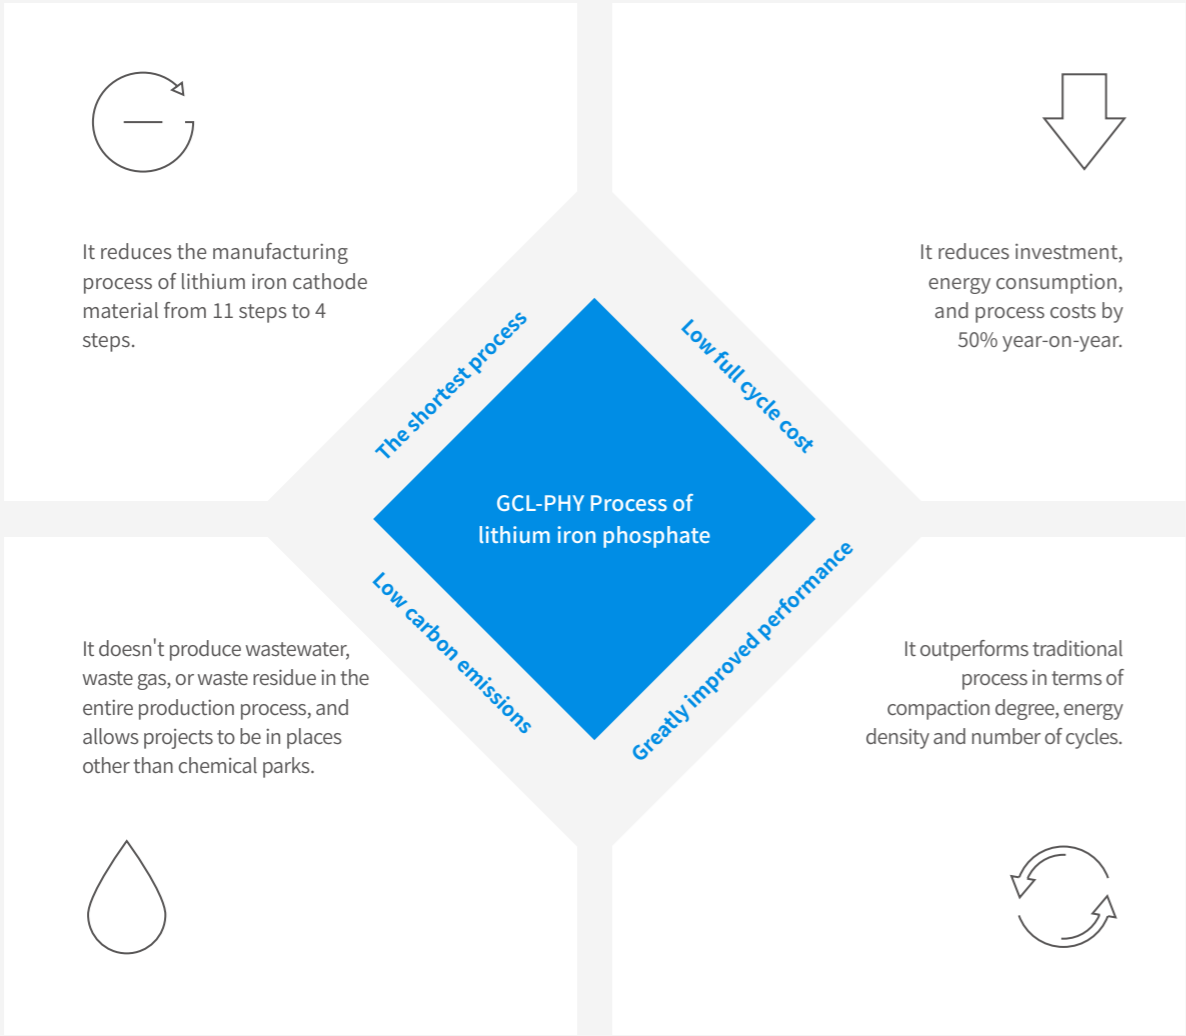 It reduces the manufacturing
process of lithium iron cathode
material from 11 steps to 4
steps.
It reduces investment,
energy consumption,
and process costs by
50% year-on-year.
The shortest process
Low full cycle cost
GCL-PHY Process of
lithium iron phosphate
Low carbon emissions
Greatly improved performance
It doesn't produce wastewater,
waste gas, or waste residue in the
entire production process, and
allows projects to be in places
other than chemical parks.
It outperforms traditional
process in terms of
compaction degree, energy
density and number of cycles.